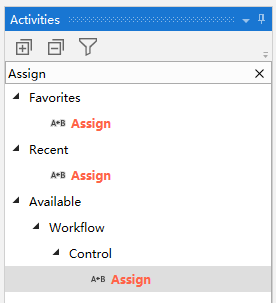 Activities
Assign
Favorites
A+B Assign
Recent
A+B Assign
Available
Workflow
Control
A+B Assign